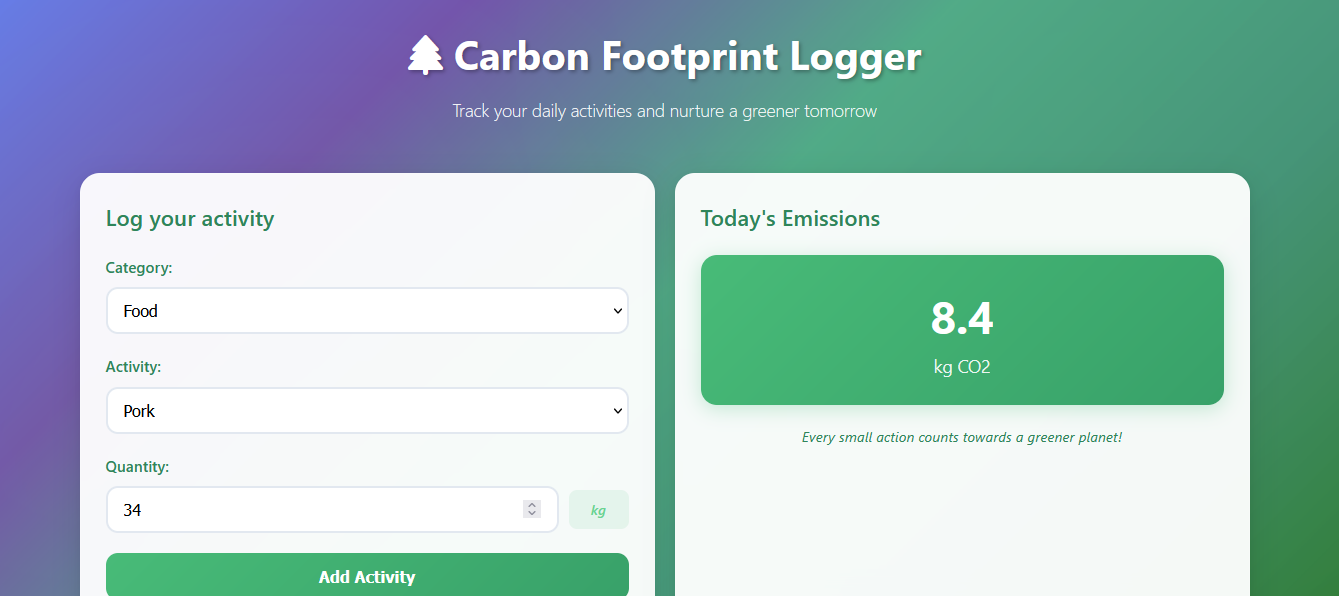 Carbon Footprint Logger
Track your daily activities and nurture a greener tomorrow
Log your activity
Category:
Food
Activity:
Pork
Quantity:
34
kg
Add Activity
Today's Emissions
8.4
kg CO2
Every small action counts towards a greener planet!